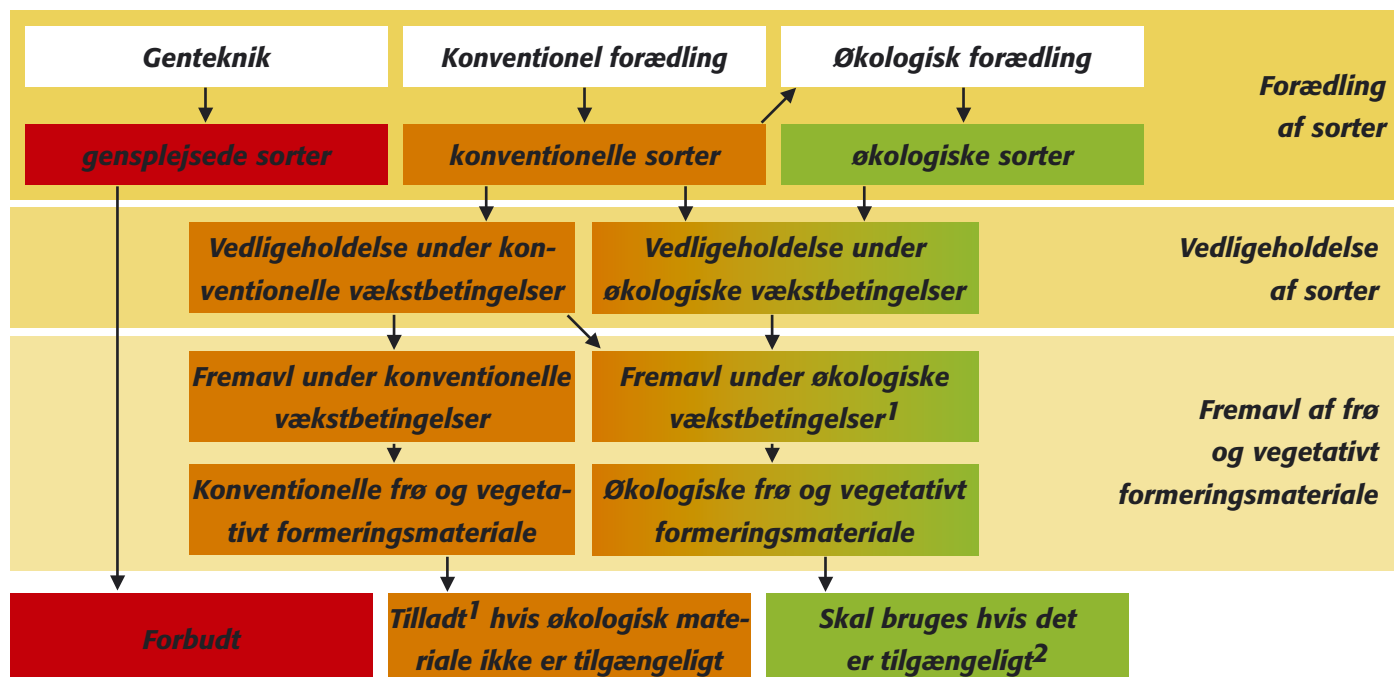 Genteknik
Konventionel forædling
Økologisk forædling
Forædling
af sorter
gensplejsede sorter
konventionelle sorter
økologiske sorter
Vedligeholdelse under kon-
ventionelle vækstbetingelser
Vedligeholdelse under
økologiske vækstbetingelser
Vedligeholdelse
af sorter
Fremavl under konventionelle
vækstbetingelser
Fremavl under økologiske
vækstbetingelser1
Fremavl af frø
og vegetativt
formeringsmateriale
Konventionelle frø og vegeta-
tivt formeringsmateriale
Økologiske frø og vegetativt
formeringsmateriale
Forbudt
Tilladt1 hvis økologisk mate-
riale ikke er tilgængeligt
Skal bruges hvis det
er tilgængeligt2